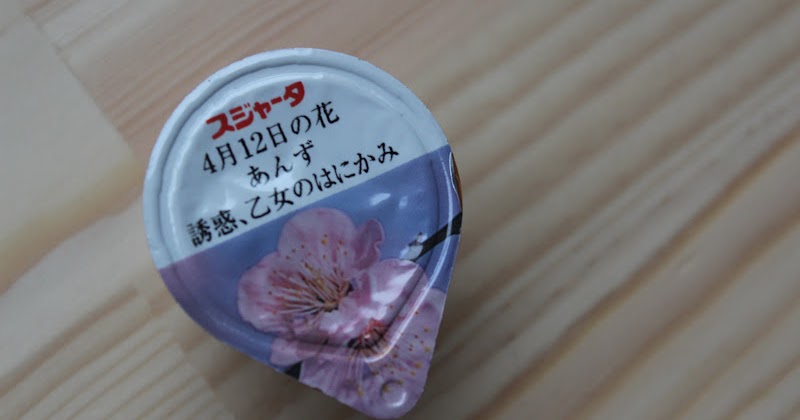 スジャータ
4月12日の花
あんず
誘惑、乙女のはにかみ